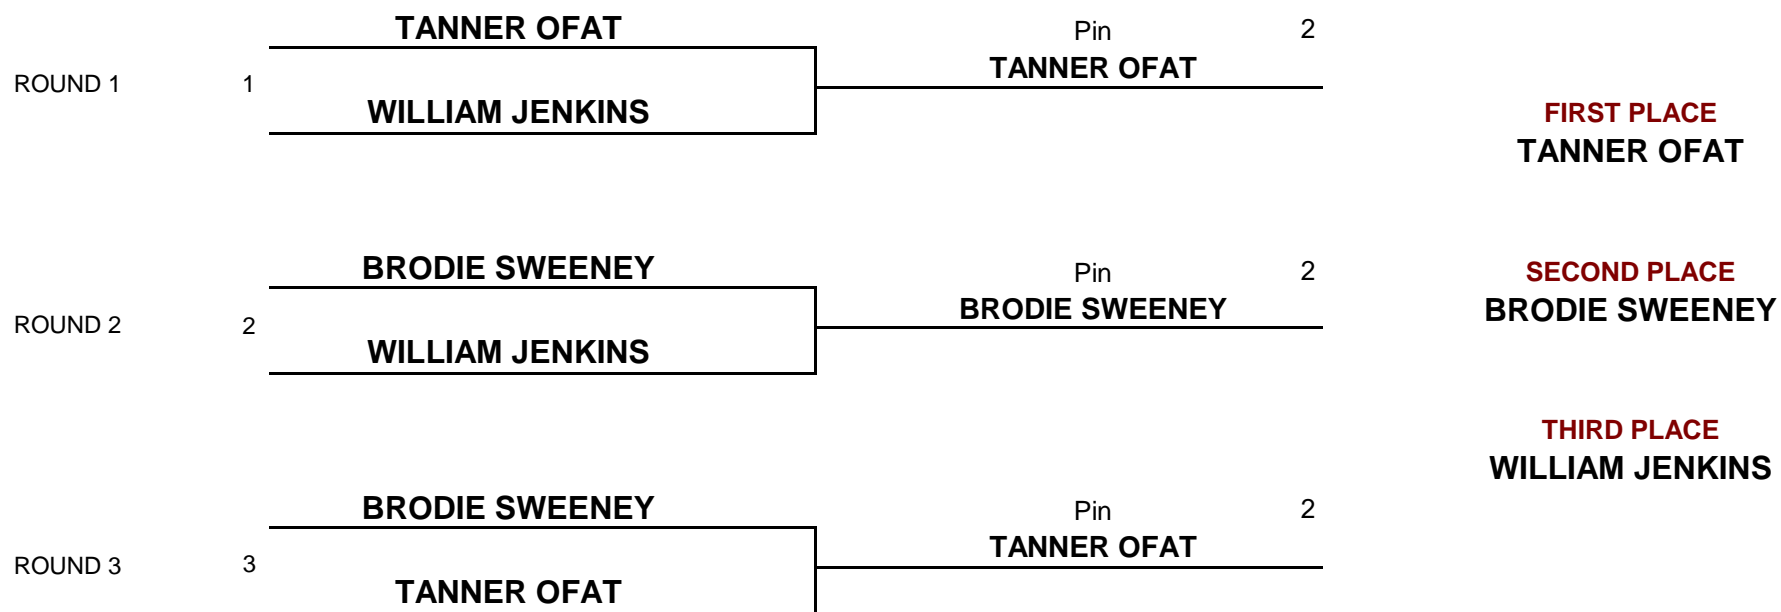 TANNER OFAT
Pin 2
TANNER OFAT
ROUND 1 1
WILLIAM JENKINS
FIRST PLACE
TANNER OFAT
BRODIE SWEENEY
Pin 2
BRODIE SWEENEY
SECOND PLACE
BRODIE SWEENEY
ROUND 2 2
WILLIAM JENKINS
THIRD PLACE
WILLIAM JENKINS
BRODIE SWEENEY
Pin 2
TANNER OFAT
ROUND 3 3
TANNER OFAT